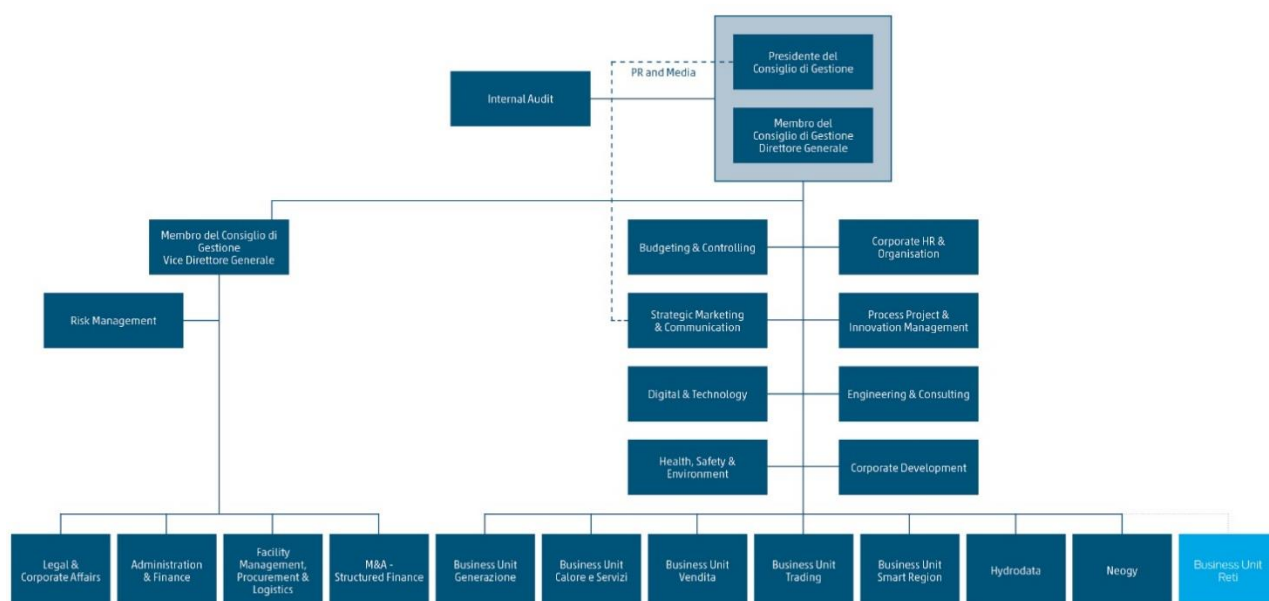 Presidente del
Consiglio di Gestione
PR and Media
Internal Audit
Membro del
Consiglio di Gestione
Direttore Generale
Membro del Consiglio di
Gestione
Vice Direttore Generale
Budgeting & Controlling
Corporate HR &
Organisation
Risk Management
Strategic Marketing
& Communication
Process Project &
Innovation Management
Digital & Technology
Engineering & Consulting
Health, Safety &
Environment
Corporate Development
Legal &
Corporate Affairs
Administration
& Finance
Facility
Management,
Procurement &
Logistics
M&A -
Structured Finance
Business Unit
Generazione
Business Unit
Calore e Servizi
Business Unit
Vendita
Business Unit
Trading
Business Unit
Smart Region
Hydrodata
Neogy
Business Unit
Reti